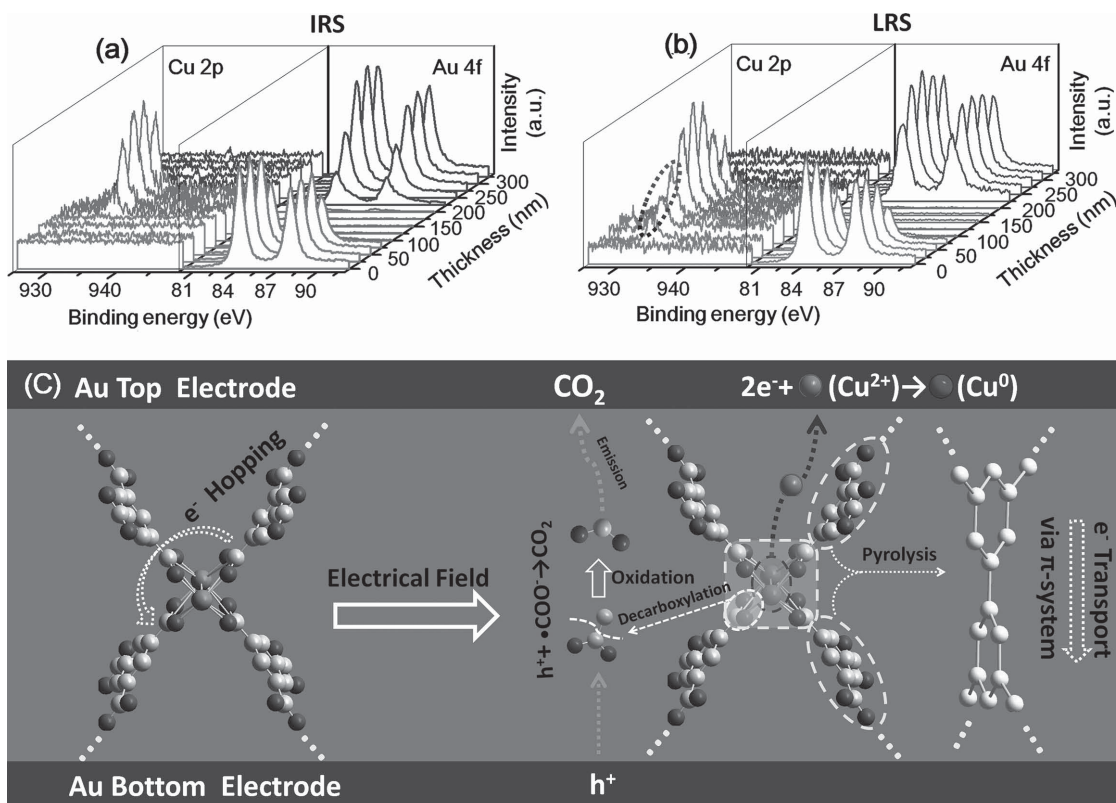 IRS
(a)
Cu 2p
Au 4f
Intensity
(a.u.)
300
250
200
150
100
50
0
Thickness (nm)
930
940
81
84
87
90
Binding energy (eV)
LRS
(b)
Cu 2p
Au 4f
Intensity
(a.u.)
300
250
200
150
100
50
0
Thickness (nm)
930
940
81
84
87
90
Binding energy (eV)
(C) Au Top Electrode
CO₂
2e⁻+ (Cu²⁺)→ (Cu⁰)
e⁻ Hopping
Electrical Field
Emission
Oxidation
Decarboxylation
h⁺+ •COO⁻→CO₂
Pyrolysis
e⁻ Transport
via π-system
Au Bottom Electrode
h⁺